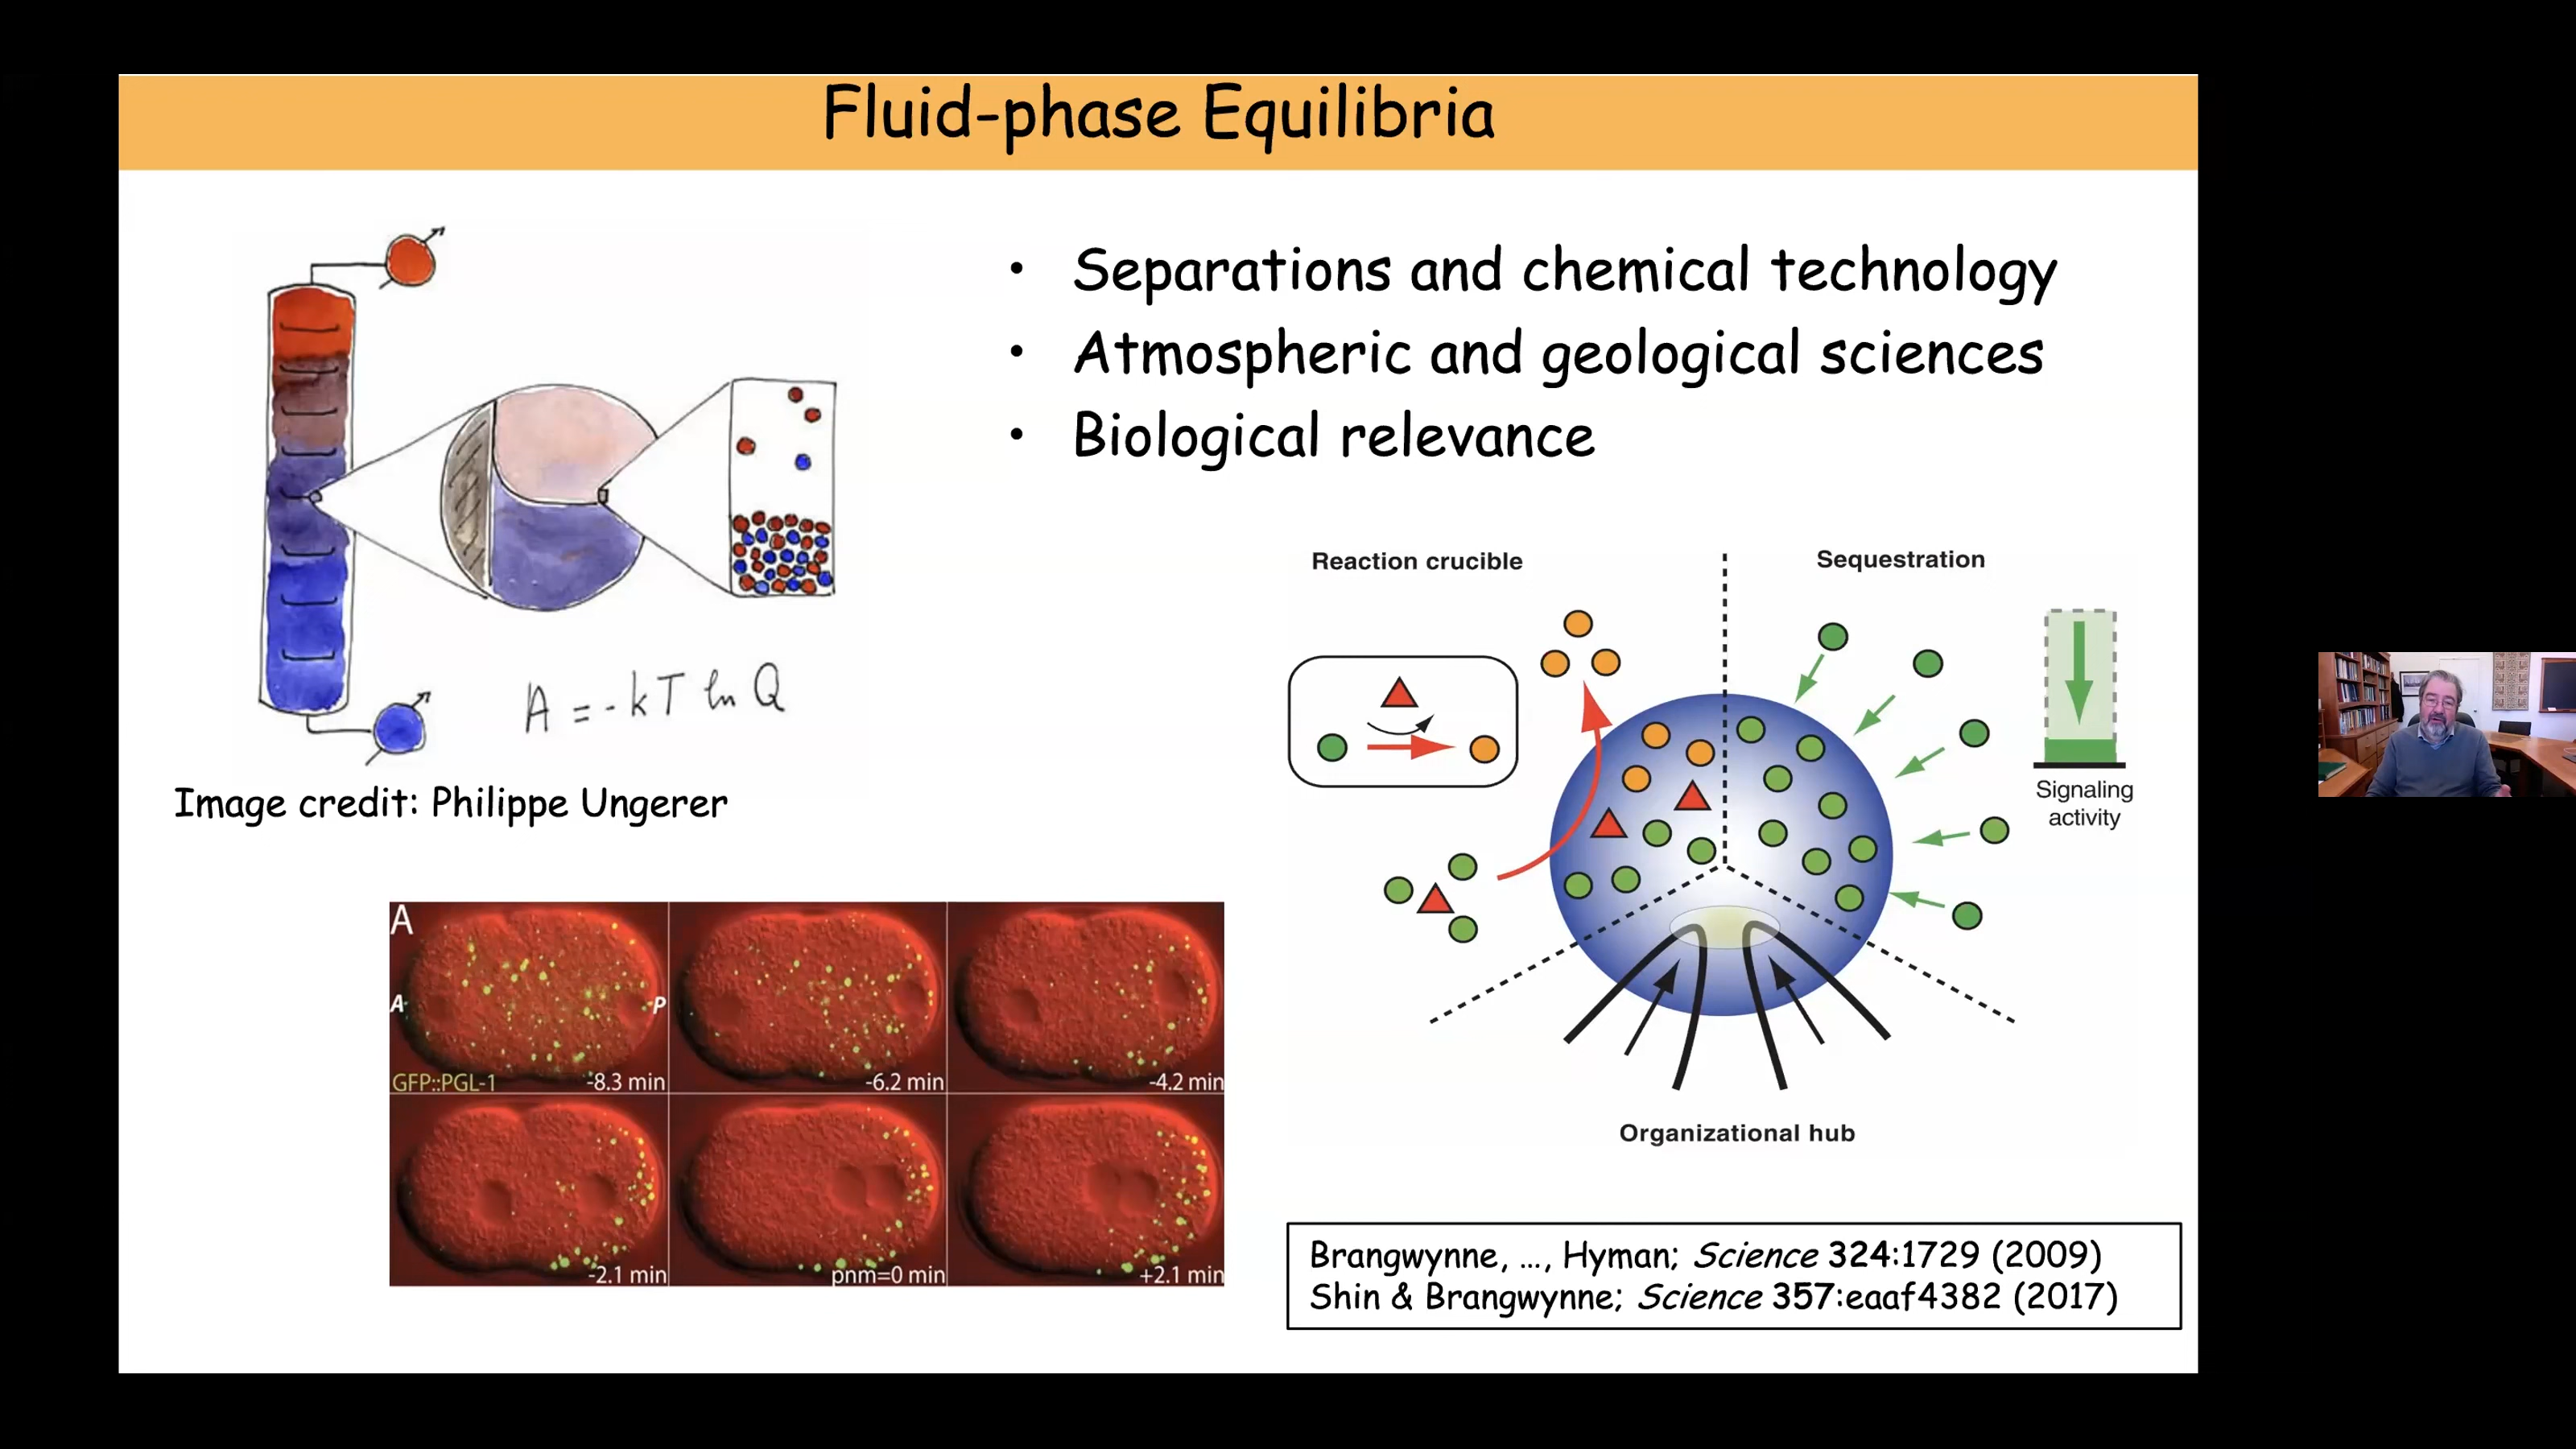 Fluid-phase Equilibria
• Separations and chemical technology
• Atmospheric and geological sciences
• Biological relevance
A = -kT ln Q
Image credit: Philippe Ungerer
Reaction crucible
Sequestration
Signaling
activity
Organizational hub
A
A
P
GFP::PGL-1
-8.3 min
-6.2 min
-4.2 min
-2.1 min
pnm=0 min
+2.1 min
Brangwynne, ..., Hyman; Science 324:1729 (2009)
Shin & Brangwynne; Science 357:eaaf4382 (2017)